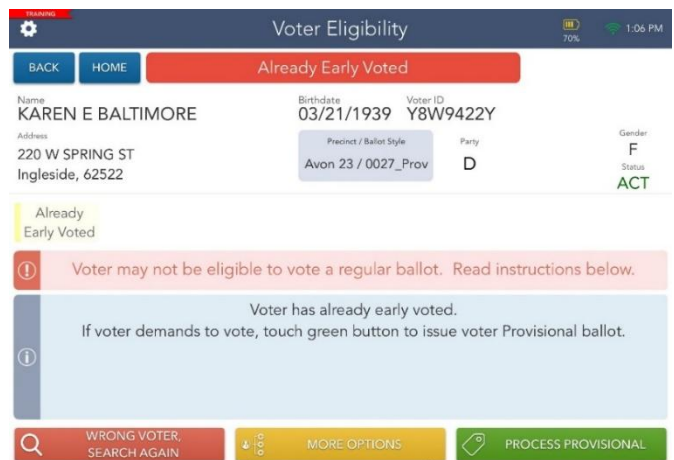 TRAINING
Voter Eligibility
70%
1:06 PM
BACK
HOME
Already Early Voted
Name
KAREN E BALTIMORE
Birthdate
03/21/1939
Voter ID
Y8W9422Y
Address
220 W SPRING ST
Ingleside, 62522
Precinct / Ballot Style
Avon 23 / 0027_Prov
Party
D
Gender
F
Status
ACT
Already
Early Voted
Voter may not be eligible to vote a regular ballot. Read instructions below.
Voter has already early voted.
If voter demands to vote, touch green button to issue voter Provisional ballot.
WRONG VOTER,
SEARCH AGAIN
MORE OPTIONS
PROCESS PROVISIONAL